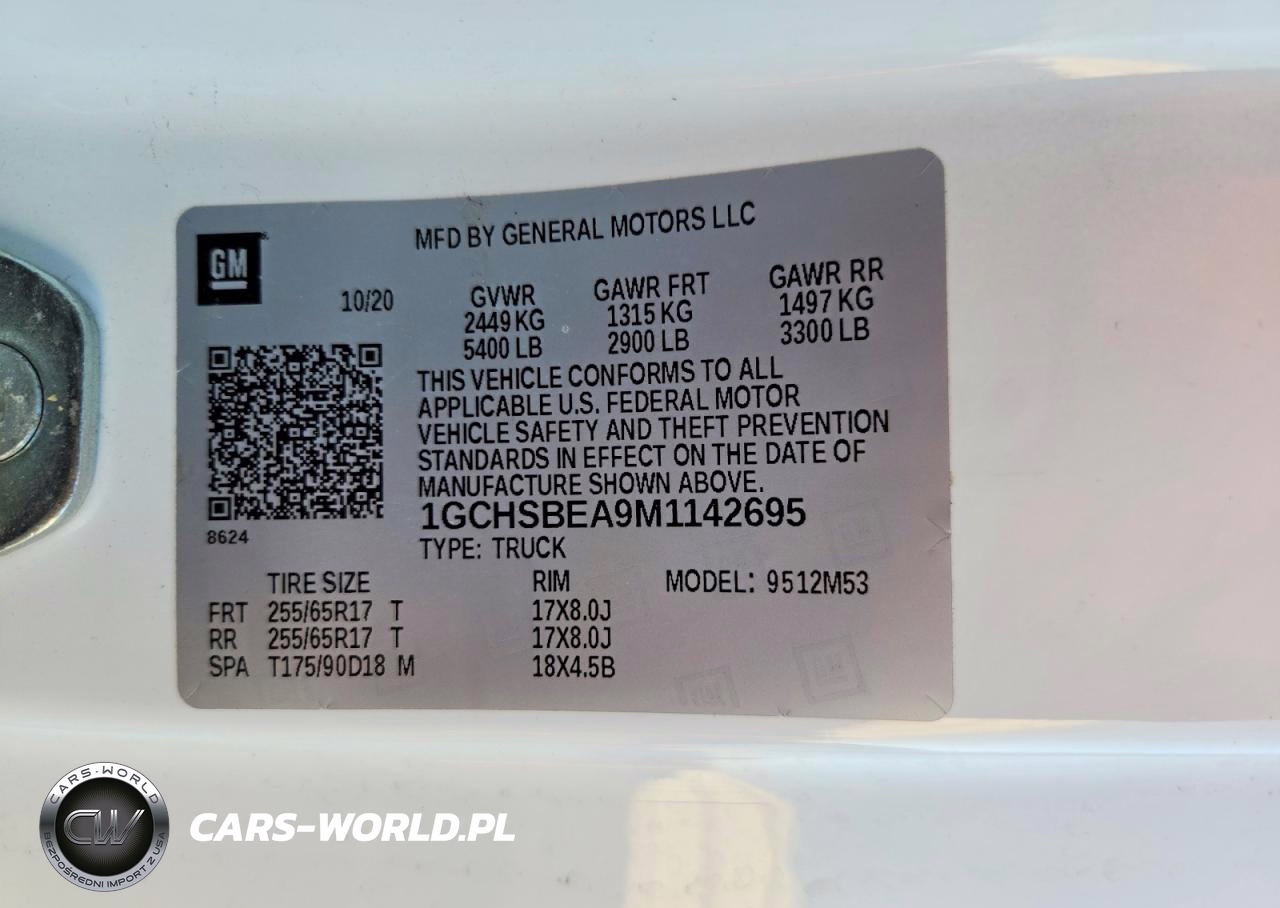 MFD BY GENERAL MOTORS LLC
GM
10/20
GVWR GAWR FRT GAWR RR
2449 KG 1315 KG 1497 KG
5400 LB 2900 LB 3300 LB
THIS VEHICLE CONFORMS TO ALL
APPLICABLE U.S. FEDERAL MOTOR
VEHICLE SAFETY AND THEFT PREVENTION
STANDARDS IN EFFECT ON THE DATE OF
MANUFACTURE SHOWN ABOVE.
1GCHSBEA9M1142695
8624
TYPE: TRUCK
TIRE SIZE RIM MODEL: 9512M53
FRT 255/65R17 T 17X8.0J
RR 255/65R17 T 17X8.0J
SPA T175/90D18 M 18X4.5B
CARS-WORLD
CW
BEZPOŚREDNI IMPORT Z USA
CARS-WORLD.PL